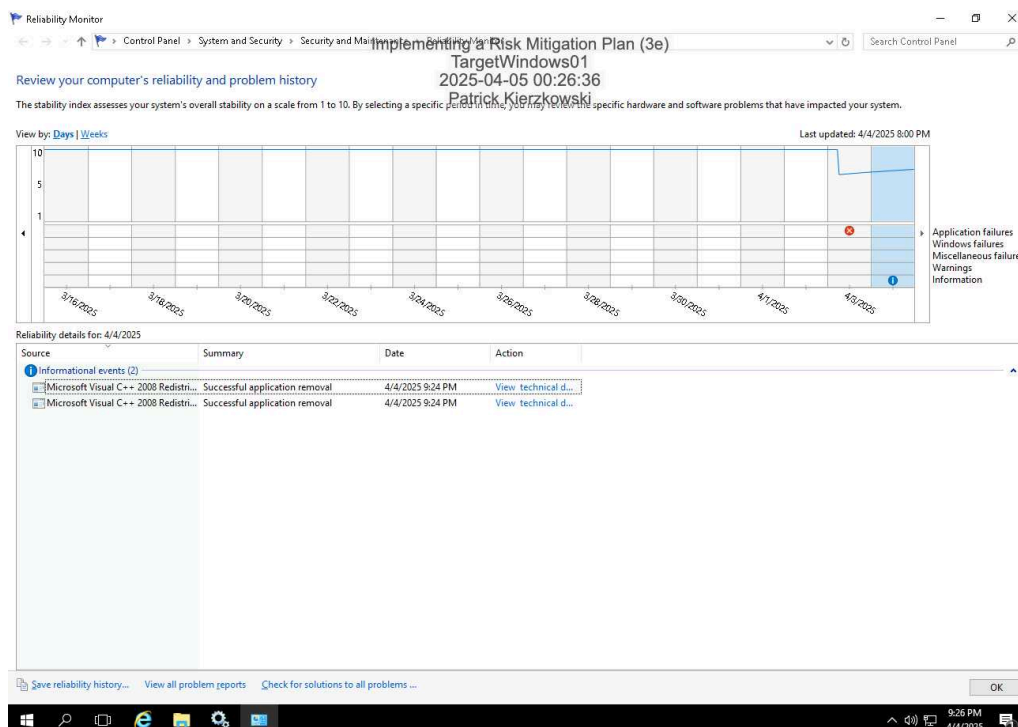 Reliability Monitor
Control Panel > System and Security > Security and Maintenance > Reliability Monitor
Search Control Panel
Implementing a Risk Mitigation Plan (3e)
TargetWindows01
2025-04-05 00:26:36
Patrick Kierzkowski
Review your computer's reliability and problem history
The stability index assesses your system's overall stability on a scale from 1 to 10. By selecting a specific period in time, you may review the specific hardware and software problems that have impacted your system.
View by: Days | Weeks
Last updated: 4/4/2025 8:00 PM
10
5
1
Application failures
Windows failures
Miscellaneous failure
Warnings
Information
3/16/2025 3/18/2025 3/20/2025 3/22/2025 3/24/2025 3/26/2025 3/28/2025 3/30/2025 4/1/2025 4/3/2025
Reliability details for: 4/4/2025
Source Summary Date Action
Informational events (2)
Microsoft Visual C++ 2008 Redistri... Successful application removal 4/4/2025 9:24 PM View technical d...
Microsoft Visual C++ 2008 Redistri... Successful application removal 4/4/2025 9:24 PM View technical d...
Save reliability history... View all problem reports Check for solutions to all problems ...
OK
9:26 PM
4/4/2025